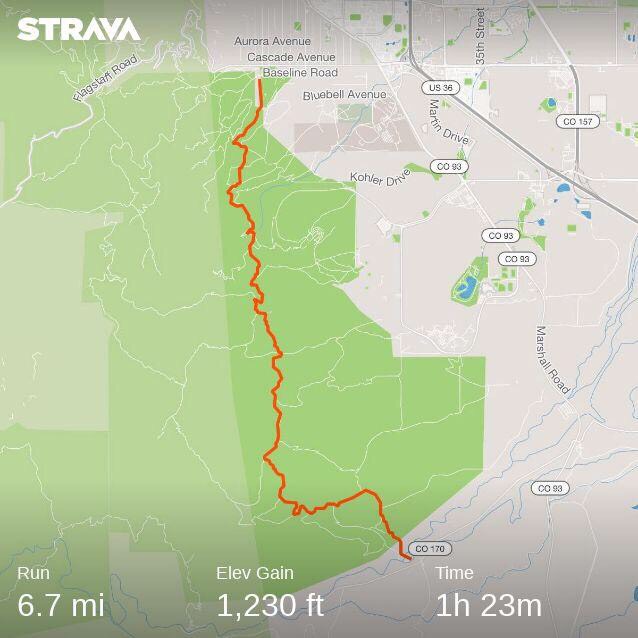 STRAVA
Aurora Avenue
35th Street
Cascade Avenue
Flagstaff Road
Baseline Road
US 36
Bluebell Avenue
Martin Drive
CO 157
CO 93
Kohler Drive
CO 93
CO 93
Marshall Road
CO 93
CO 170
Run
Elev Gain
Time
6.7 mi
1,230 ft
1h 23m